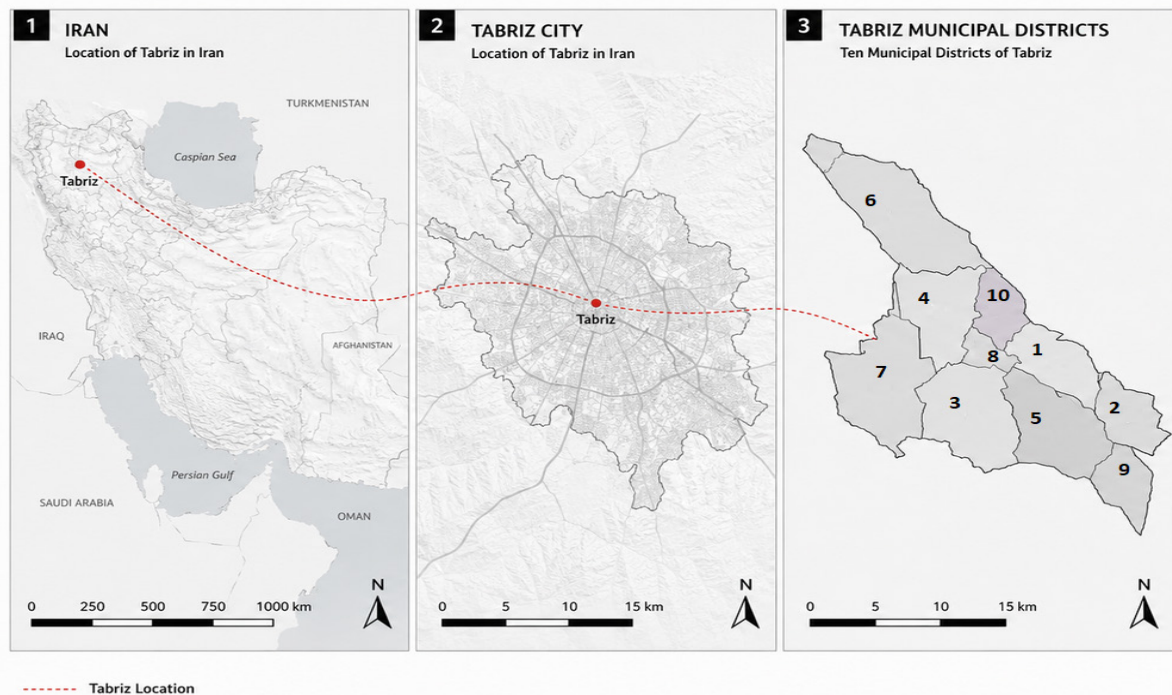 1 IRAN
Location of Tabriz in Iran
TURKMENISTAN
Caspian Sea
Tabriz
IRAQ
AFGHANISTAN
Persian Gulf
SAUDI ARABIA
OMAN
N
0 250 500 750 1000 km
2 TABRIZ CITY
Location of Tabriz in Iran
Tabriz
N
0 5 10 15 km
3 TABRIZ MUNICIPAL DISTRICTS
Ten Municipal Districts of Tabriz
6
4
10
8
1
7
3
5
2
9
N
0 5 10 15 km
Tabriz Location